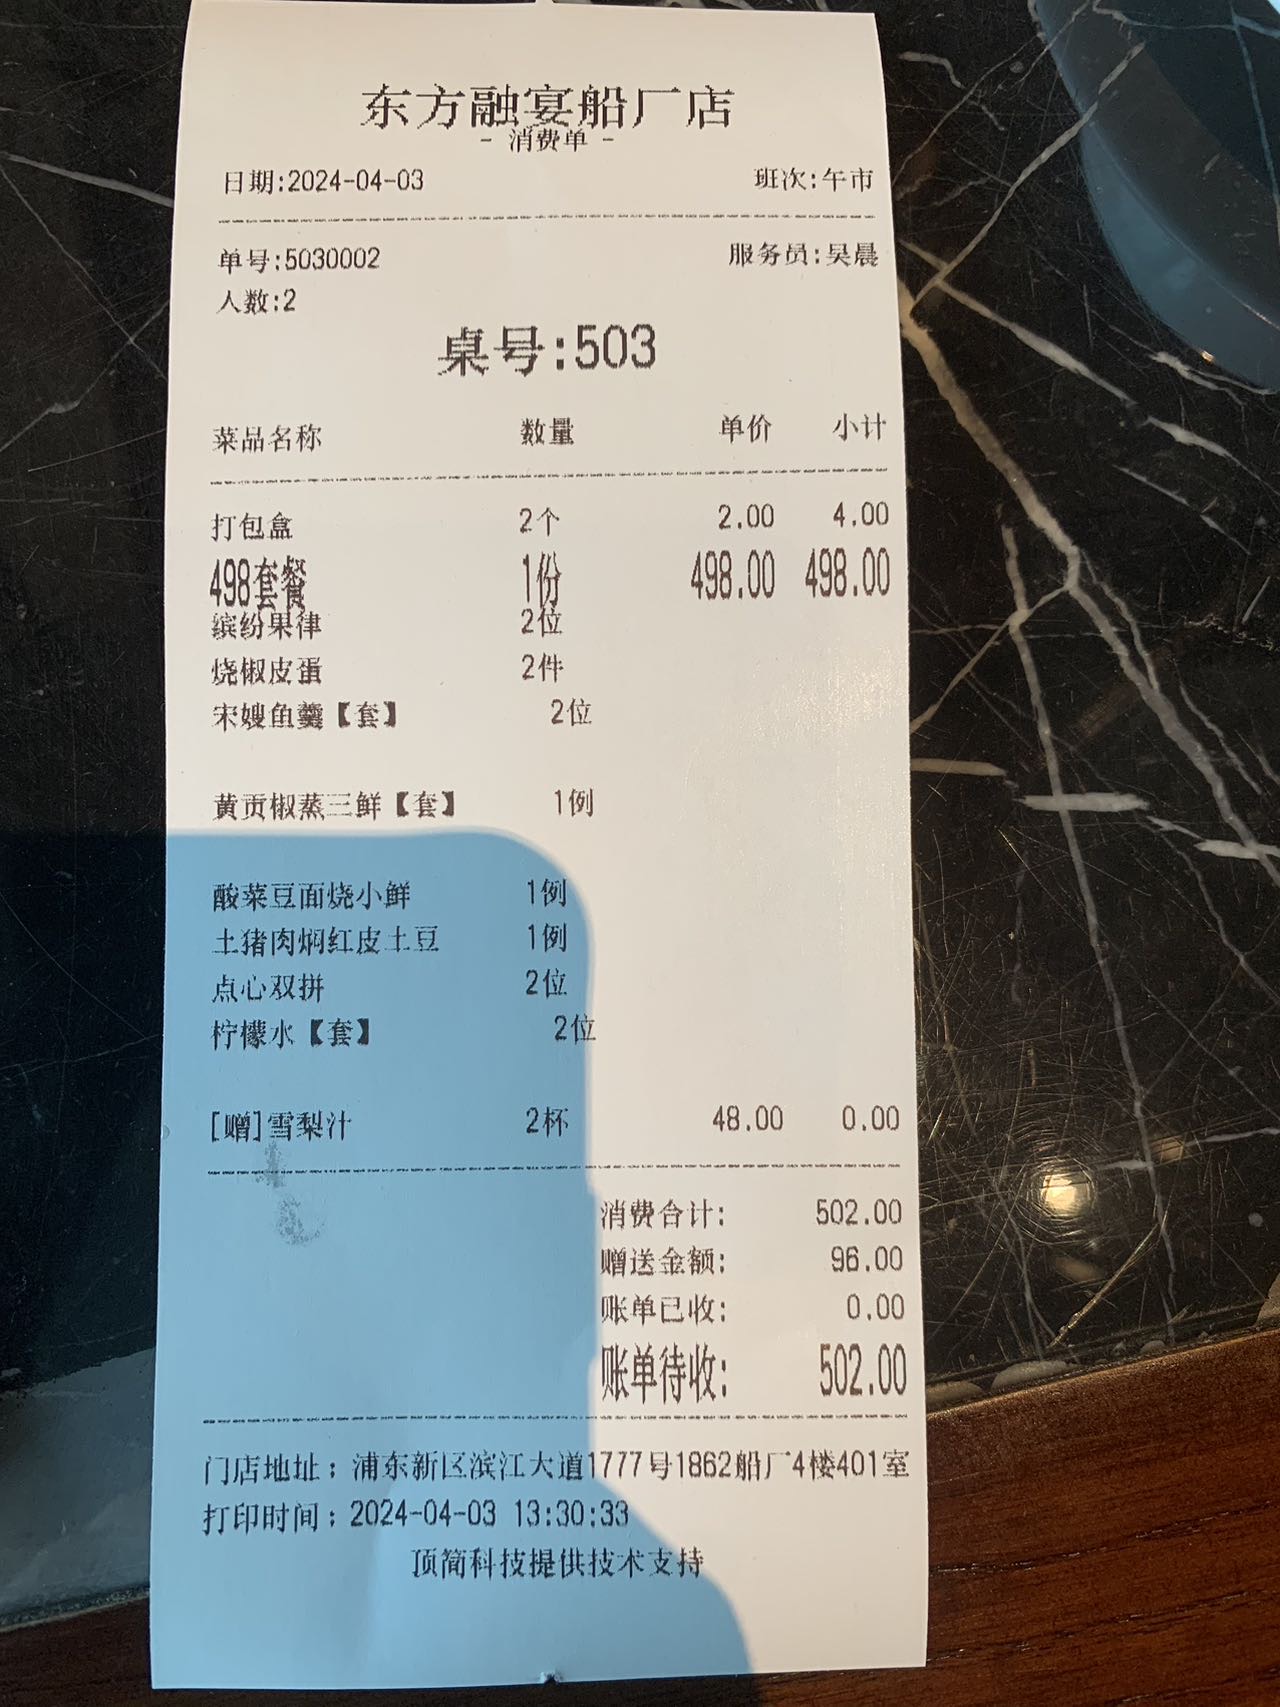 东方融宴船厂店
- 消费单 -
日期:2024-04-03 班次:午市
单号:5030002 服务员:吴晨
人数:2
桌号:503
菜品名称 数量 单价 小计
打包盒 2个 2.00 4.00
498套餐 1份 498.00 498.00
缤纷果律 2位
烧椒皮蛋 2件
宋嫂鱼羹【套】 2位
黄贡椒蒸三鲜【套】 1例
酸菜豆面烧小鲜 1例
土猪肉焖红皮土豆 1例
点心双拼 2位
柠檬水【套】 2位
[赠]雪梨汁 2杯 48.00 0.00
消费合计: 502.00
赠送金额: 96.00
账单已收: 0.00
账单待收: 502.00
门店地址：浦东新区滨江大道1777号1862船厂4楼401室
打印时间：2024-04-03 13:30:33
顶简科技提供技术支持